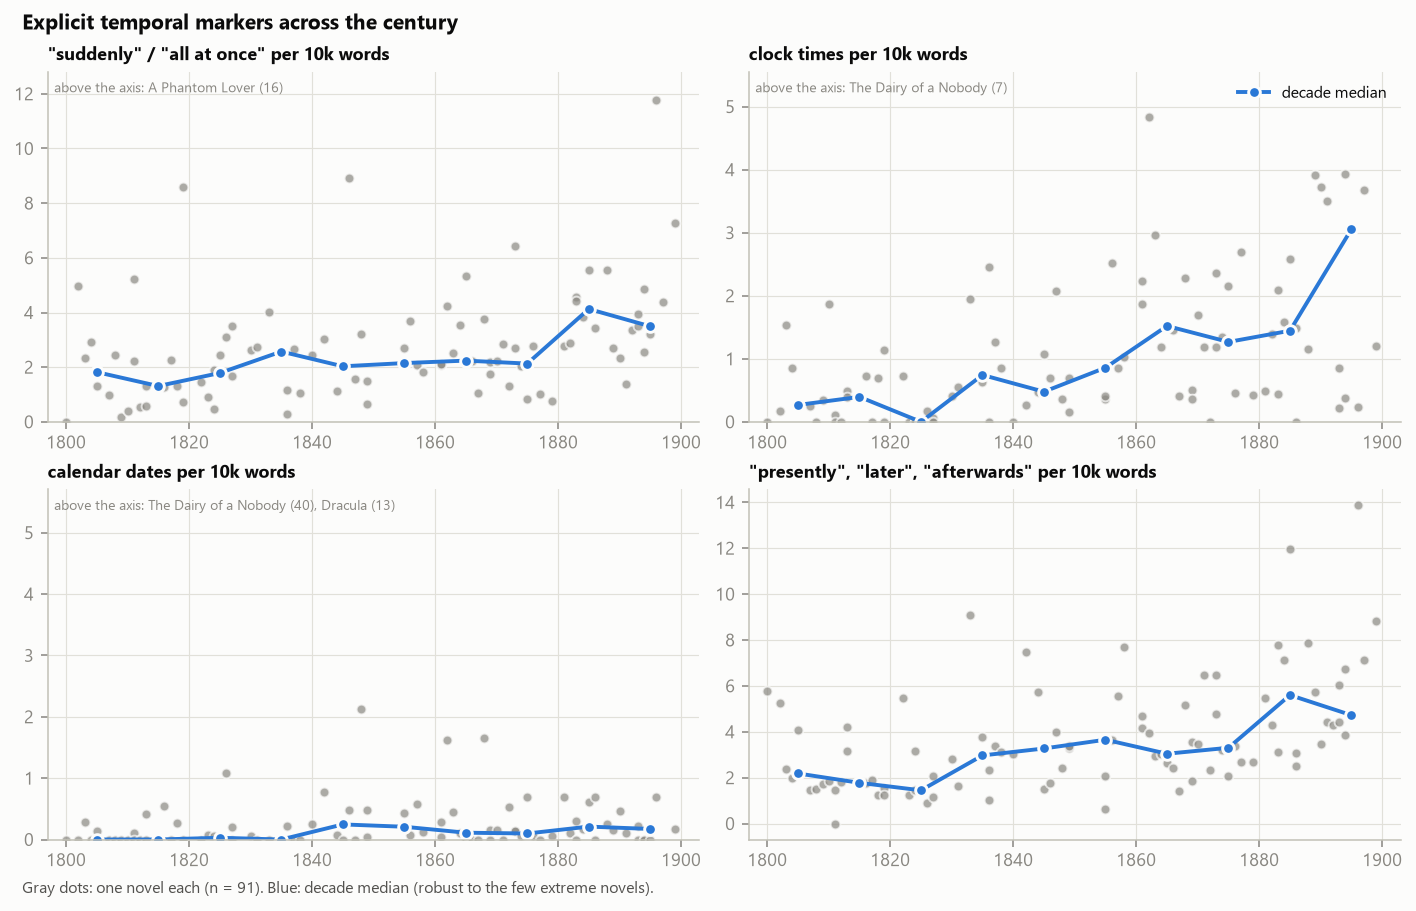 Explicit temporal markers across the century
"suddenly" / "all at once" per 10k words
above the axis: A Phantom Lover (16)
12
10
8
6
4
2
0
1800 1820 1840 1860 1880 1900
clock times per 10k words
above the axis: The Dairy of a Nobody (7)
decade median
5
4
3
2
1
0
1800 1820 1840 1860 1880 1900
calendar dates per 10k words
above the axis: The Dairy of a Nobody (40), Dracula (13)
5
4
3
2
1
0
1800 1820 1840 1860 1880 1900
"presently", "later", "afterwards" per 10k words
14
12
10
8
6
4
2
0
1800 1820 1840 1860 1880 1900
Gray dots: one novel each (n = 91). Blue: decade median (robust to the few extreme novels).